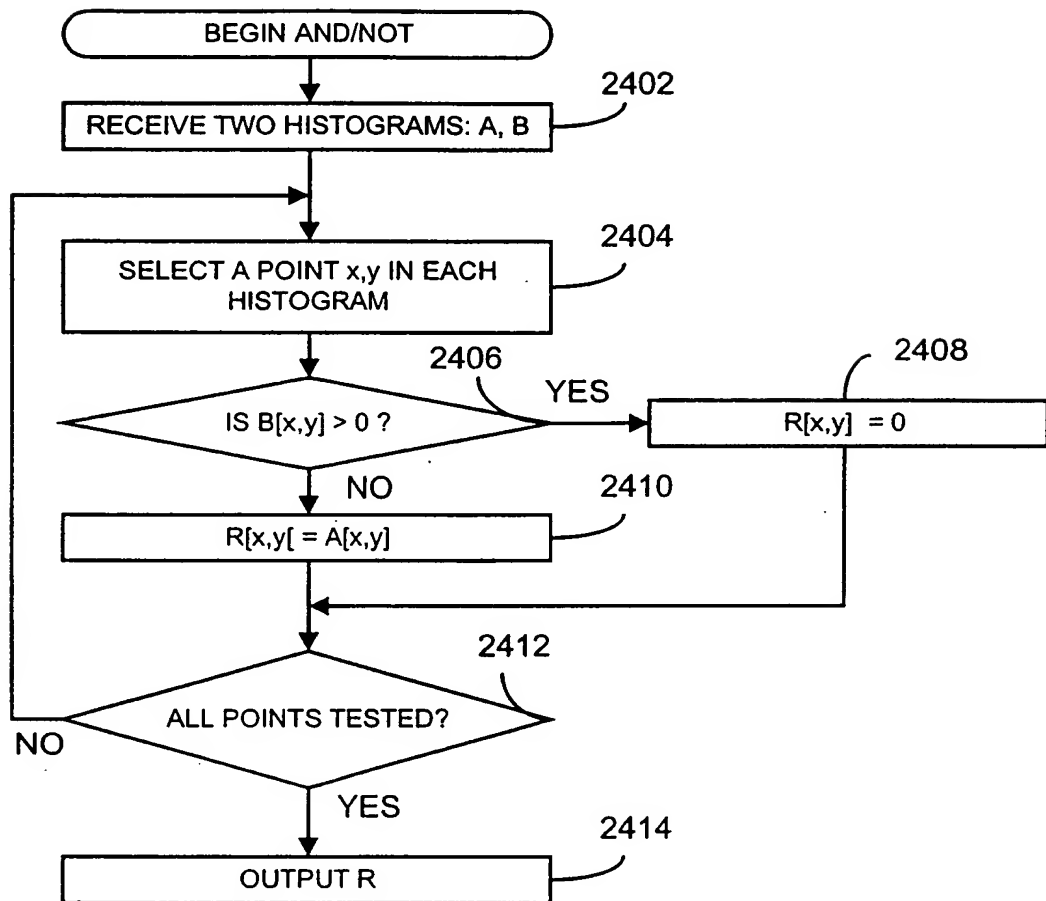 BEGIN AND/NOT
2402
RECEIVE TWO HISTOGRAMS: A, B
2404
SELECT A POINT x,y IN EACH
HISTOGRAM
2406
2408
YES
IS B[x,y] > 0 ?
R[x,y] = 0
NO
2410
R[x,y[ = A[x,y]
2412
ALL POINTS TESTED?
NO
YES
2414
OUTPUT R